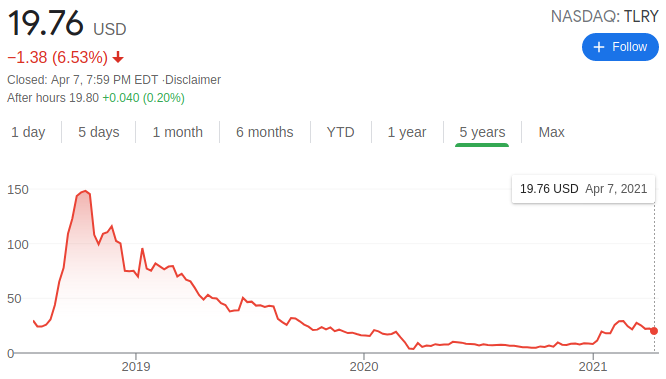 19.76 USD
NASDAQ: TLRY
−1.38 (6.53%)
+ Follow
Closed: Apr 7, 7:59 PM EDT ·Disclaimer
After hours 19.80 +0.040 (0.20%)
1 day 5 days 1 month 6 months YTD 1 year 5 years Max
19.76 USD Apr 7, 2021
150
100
50
0
2019 2020 2021